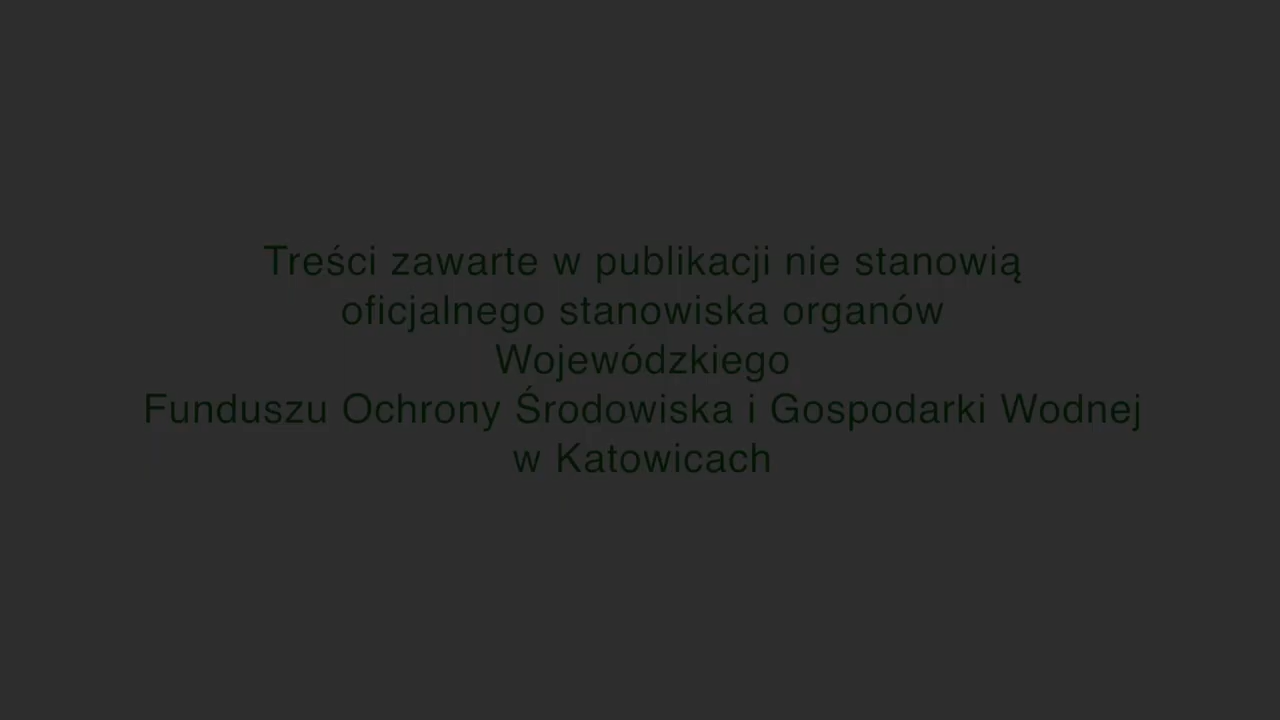 Treści zawarte w publikacji nie stanowią
oficjalnego stanowiska organów
Wojewódzkiego
Funduszu Ochrony Środowiska i Gospodarki Wodnej
w Katowicach